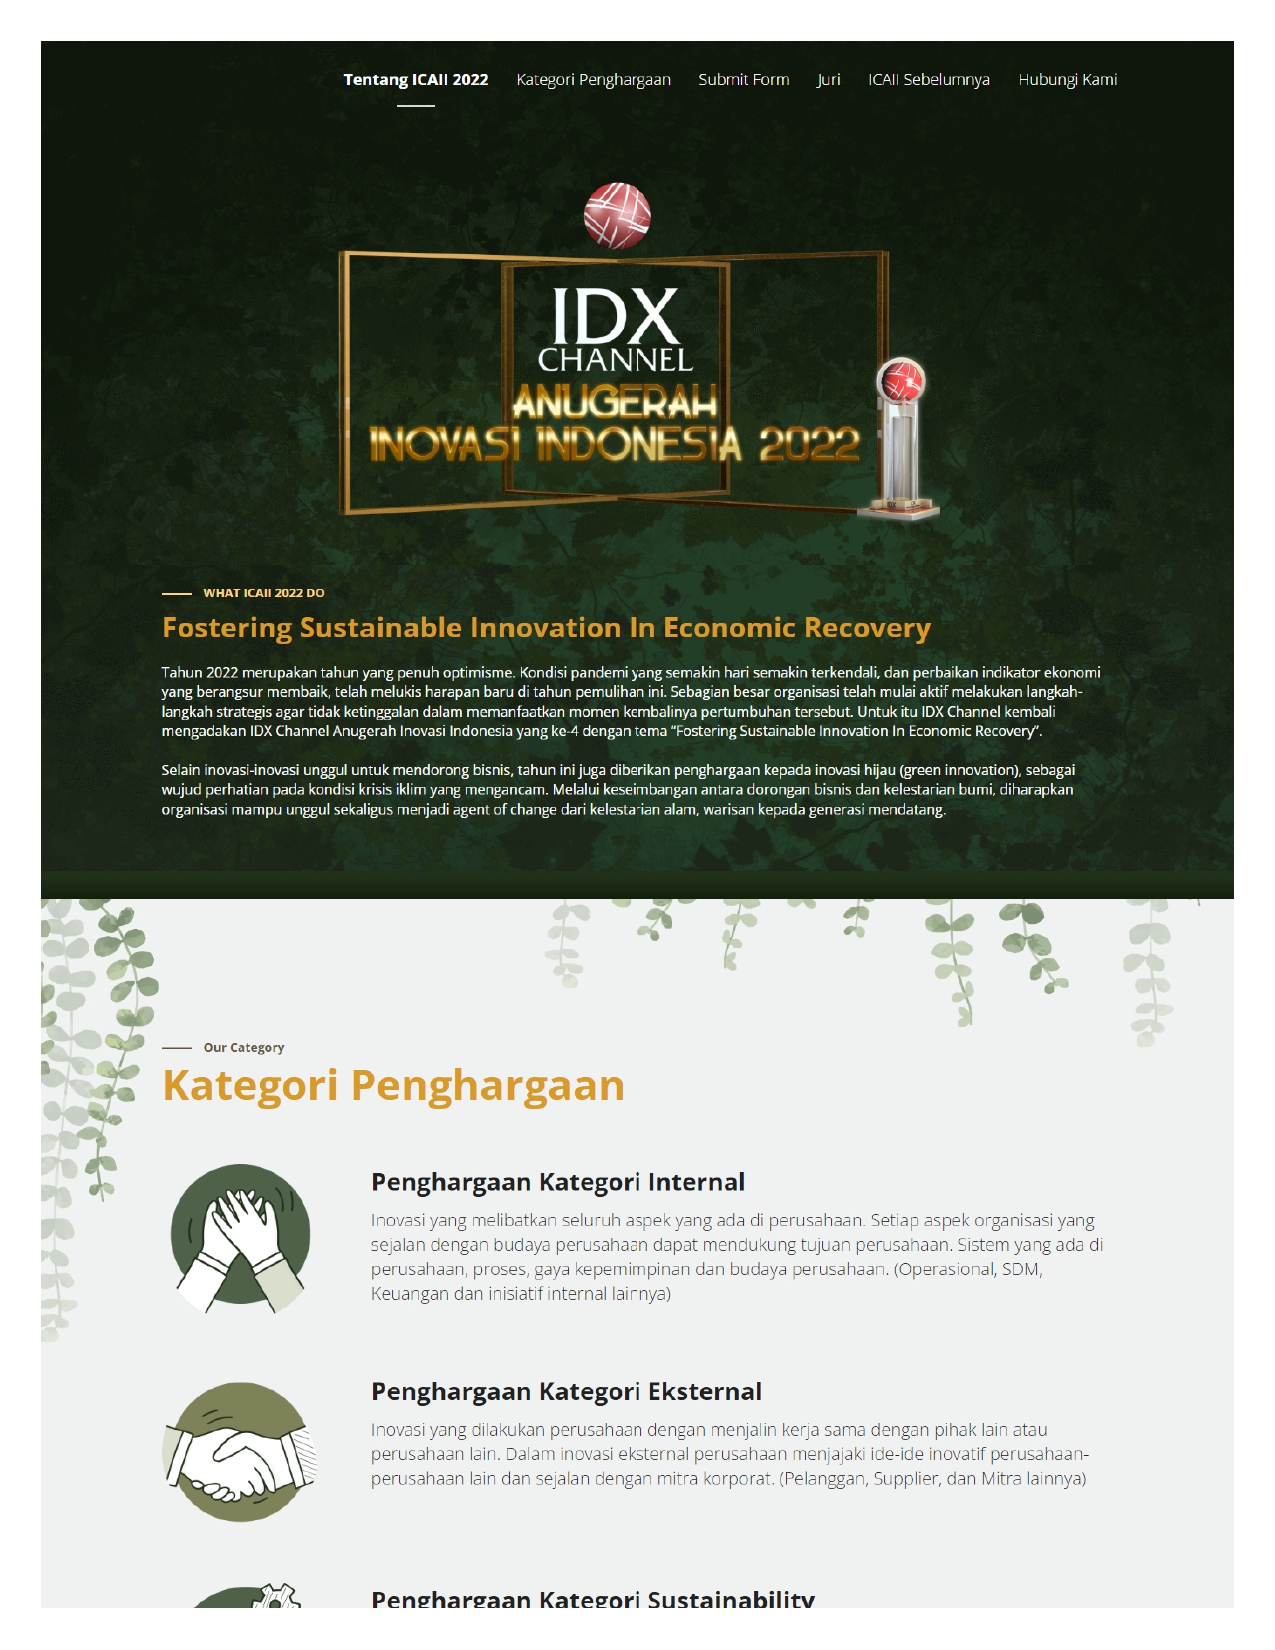 Tentang ICAII 2022 Kategori Penghargaan Submit Form Juri ICAII Sebelumnya Hubungi Kami
IDX
CHANNEL
ANUGERAH
INOVASI INDONESIA 2022
IDX
WHAT ICAII 2022 DO
Fostering Sustainable Innovation In Economic Recovery
Tahun 2022 merupakan tahun yang penuh optimisme. Kondisi pandemi yang semakin hari semakin terkendali, dan perbaikan indikator ekonomi
yang berangsur membaik, telah melukis harapan baru di tahun pemulihan ini. Sebagian besar organisasi telah mulai aktif melakukan langkah-
langkah strategis agar tidak ketinggalan dalam memanfaatkan momen kembalinya pertumbuhan tersebut. Untuk itu IDX Channel kembali
mengadakan IDX Channel Anugerah Inovasi Indonesia yang ke-4 dengan tema “Fostering Sustainable Innovation In Economic Recovery”.
Selain inovasi-inovasi unggul untuk mendorong bisnis, tahun ini juga diberikan penghargaan kepada inovasi hijau (green innovation), sebagai
wujud perhatian pada kondisi krisis iklim yang mengancam. Melalui keseimbangan antara dorongan bisnis dan kelestarian bumi, diharapkan
organisasi mampu unggul sekaligus menjadi agent of change dari kelestarian alam, warisan kepada generasi mendatang.
Our Category
Kategori Penghargaan
Penghargaan Kategori Internal
Inovasi yang melibatkan seluruh aspek yang ada di perusahaan. Setiap aspek organisasi yang
sejalan dengan budaya perusahaan dapat mendukung tujuan perusahaan. Sistem yang ada di
perusahaan, proses, gaya kepemimpinan dan budaya perusahaan. (Operasional, SDM,
Keuangan dan inisiatif internal lairnya)
Penghargaan Kategori Eksternal
Inovasi yang dilakukan perusahaan dengan menjalin kerja sama dengan pihak lain atau
perusahaan lain. Dalam inovasi eksternal perusahaan menjajaki ide-ide inovatif perusahaan-
perusahaan lain dan sejalan dengan mitra korporat. (Pelanggan, Supplier, dan Mitra lainnya)
Penghargaan Kategori Sustainability